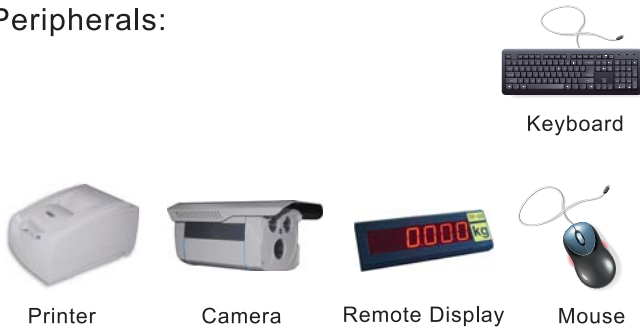 Peripherals:
Keyboard
0.000 kg
Printer
Camera
Remote Display
Mouse